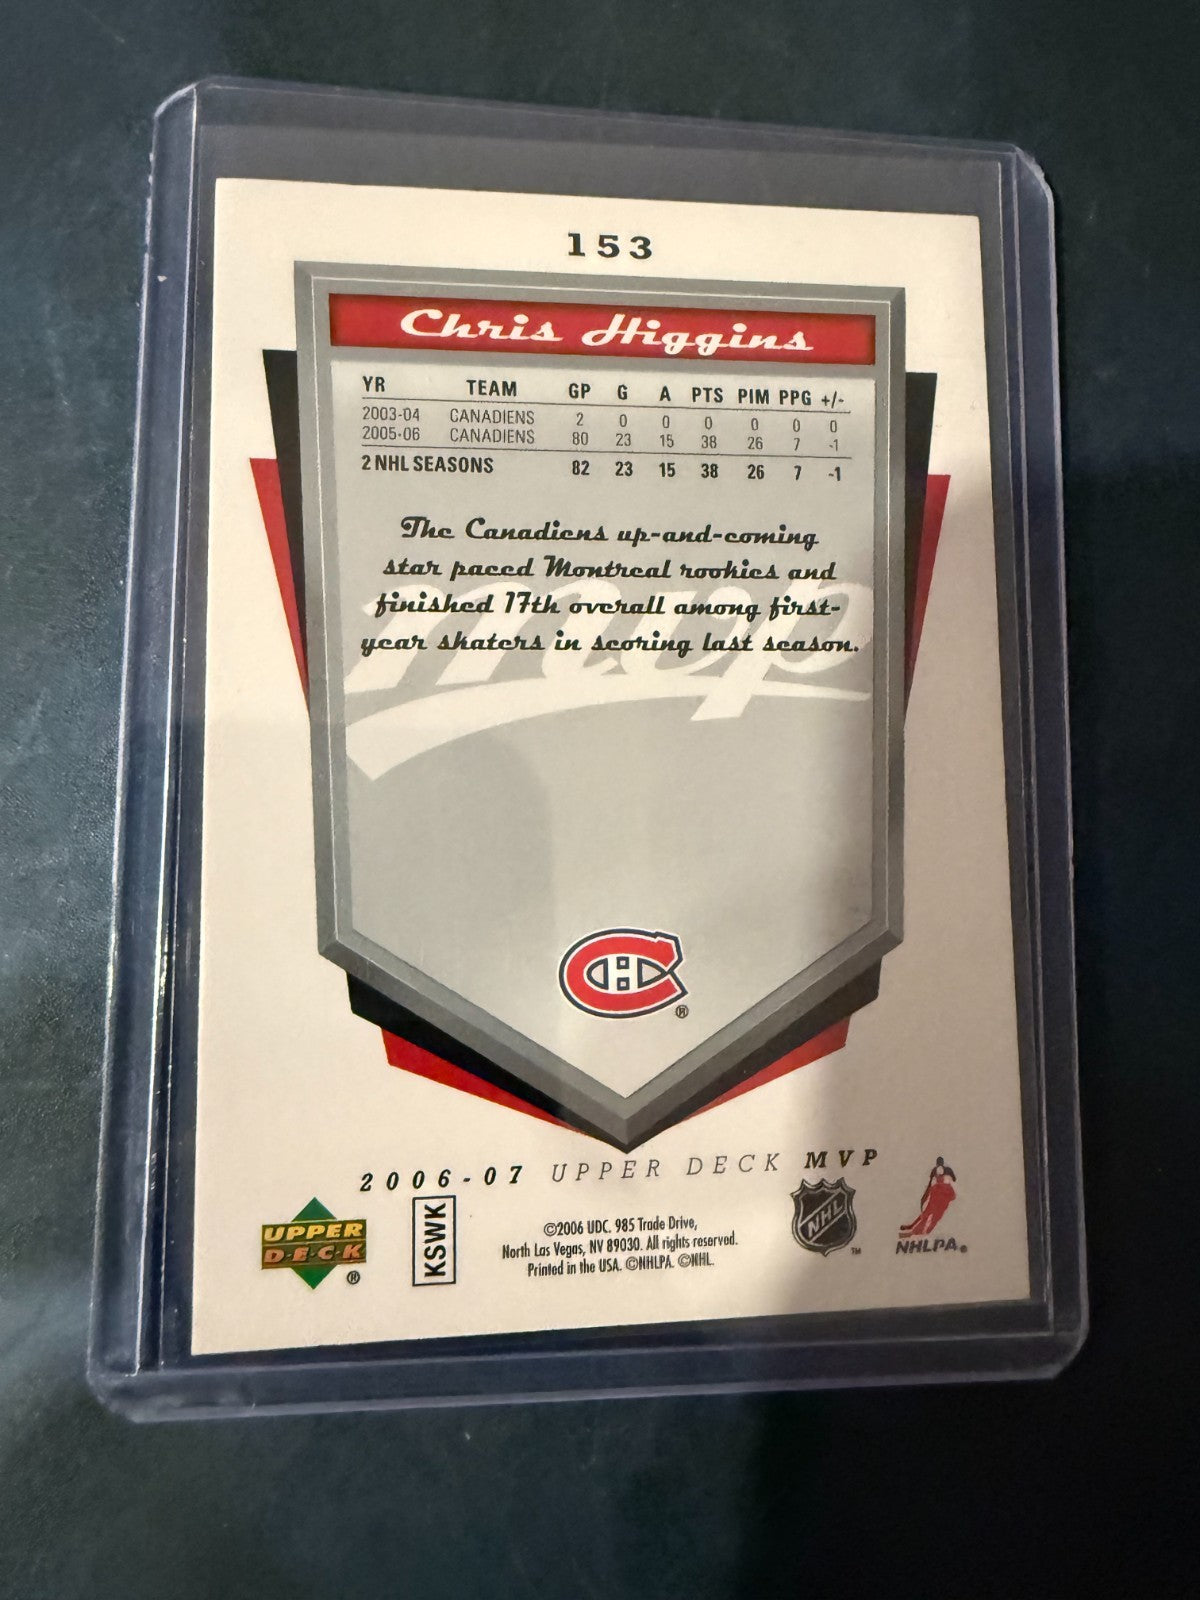 153
Chris Higgins
YR TEAM GP G A PTS PIM PPG +/-
2003-04 CANADIENS 2 0 0 0 0 0 0
2005-06 CANADIENS 80 23 15 38 26 7 -1
2 NHL SEASONS 82 23 15 38 26 7 -1
The Canadiens up-and-coming
star paced Montreal rookies and
finished 17th overall among first-
year skaters in scoring last season.
mvp
CH ®
2006-07 UPPER DECK MVP
UPPER
DECK ®
KSWK
©2006 UDC. 985 Trade Drive,
North Las Vegas, NV 89030. All rights reserved.
Printed in the USA. ©NHLPA. ©NHL.
NHL ™
NHLPA®